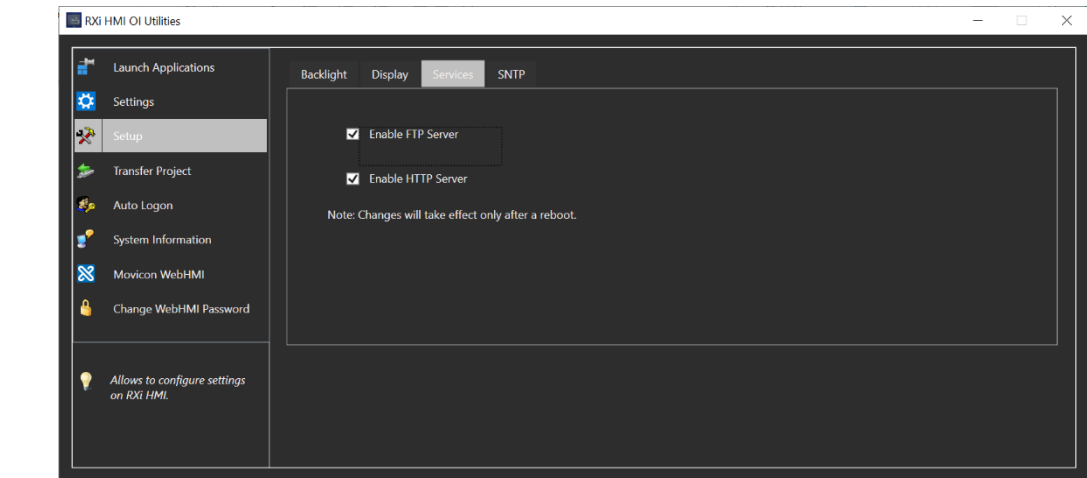 RXi HMI OI Utilities
Launch Applications
Settings
Setup
Transfer Project
Auto Logon
System Information
Movicon WebHMI
Change WebHMI Password
Allows to configure settings
on RXi HMI.
Backlight Display Services SNTP
Enable FTP Server
Enable HTTP Server
Note: Changes will take effect only after a reboot.